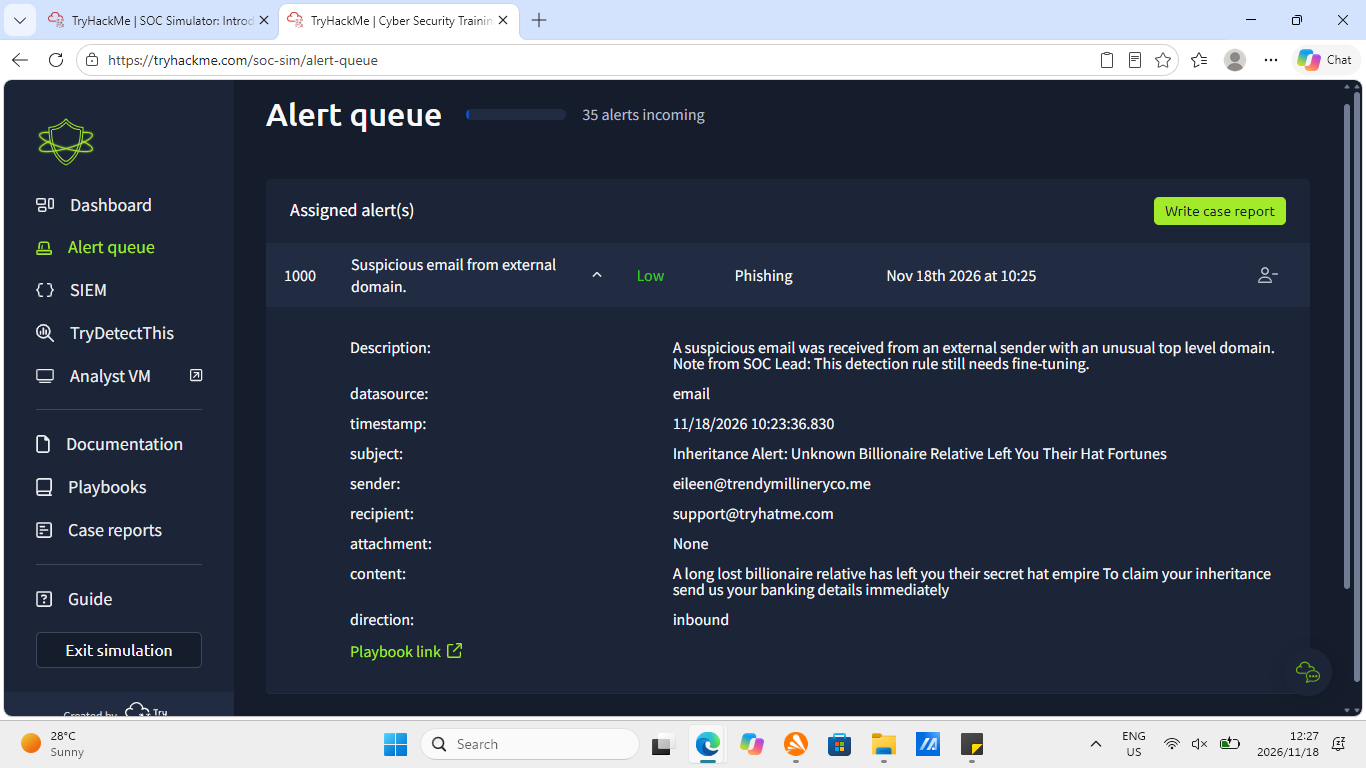 TryHackMe | SOC Simulator: Introd
TryHackMe | Cyber Security Trainin
https://tryhackme.com/soc-sim/alert-queue
Chat
Dashboard
Alert queue
SIEM
TryDetectThis
Analyst VM
Documentation
Playbooks
Case reports
Guide
Exit simulation
Created by Try
Alert queue 35 alerts incoming
Assigned alert(s) Write case report
1000 Suspicious email from external
domain. Low Phishing Nov 18th 2026 at 10:25
Description: A suspicious email was received from an external sender with an unusual top level domain.
Note from SOC Lead: This detection rule still needs fine-tuning.
datasource: email
timestamp: 11/18/2026 10:23:36.830
subject: Inheritance Alert: Unknown Billionaire Relative Left You Their Hat Fortunes
sender: eileen@trendymillineryco.me
recipient: support@tryhatme.com
attachment: None
content: A long lost billionaire relative has left you their secret hat empire To claim your inheritance
send us your banking details immediately
direction: inbound
Playbook link
28°C
Sunny
Search
ENG
US
12:27
2026/11/18